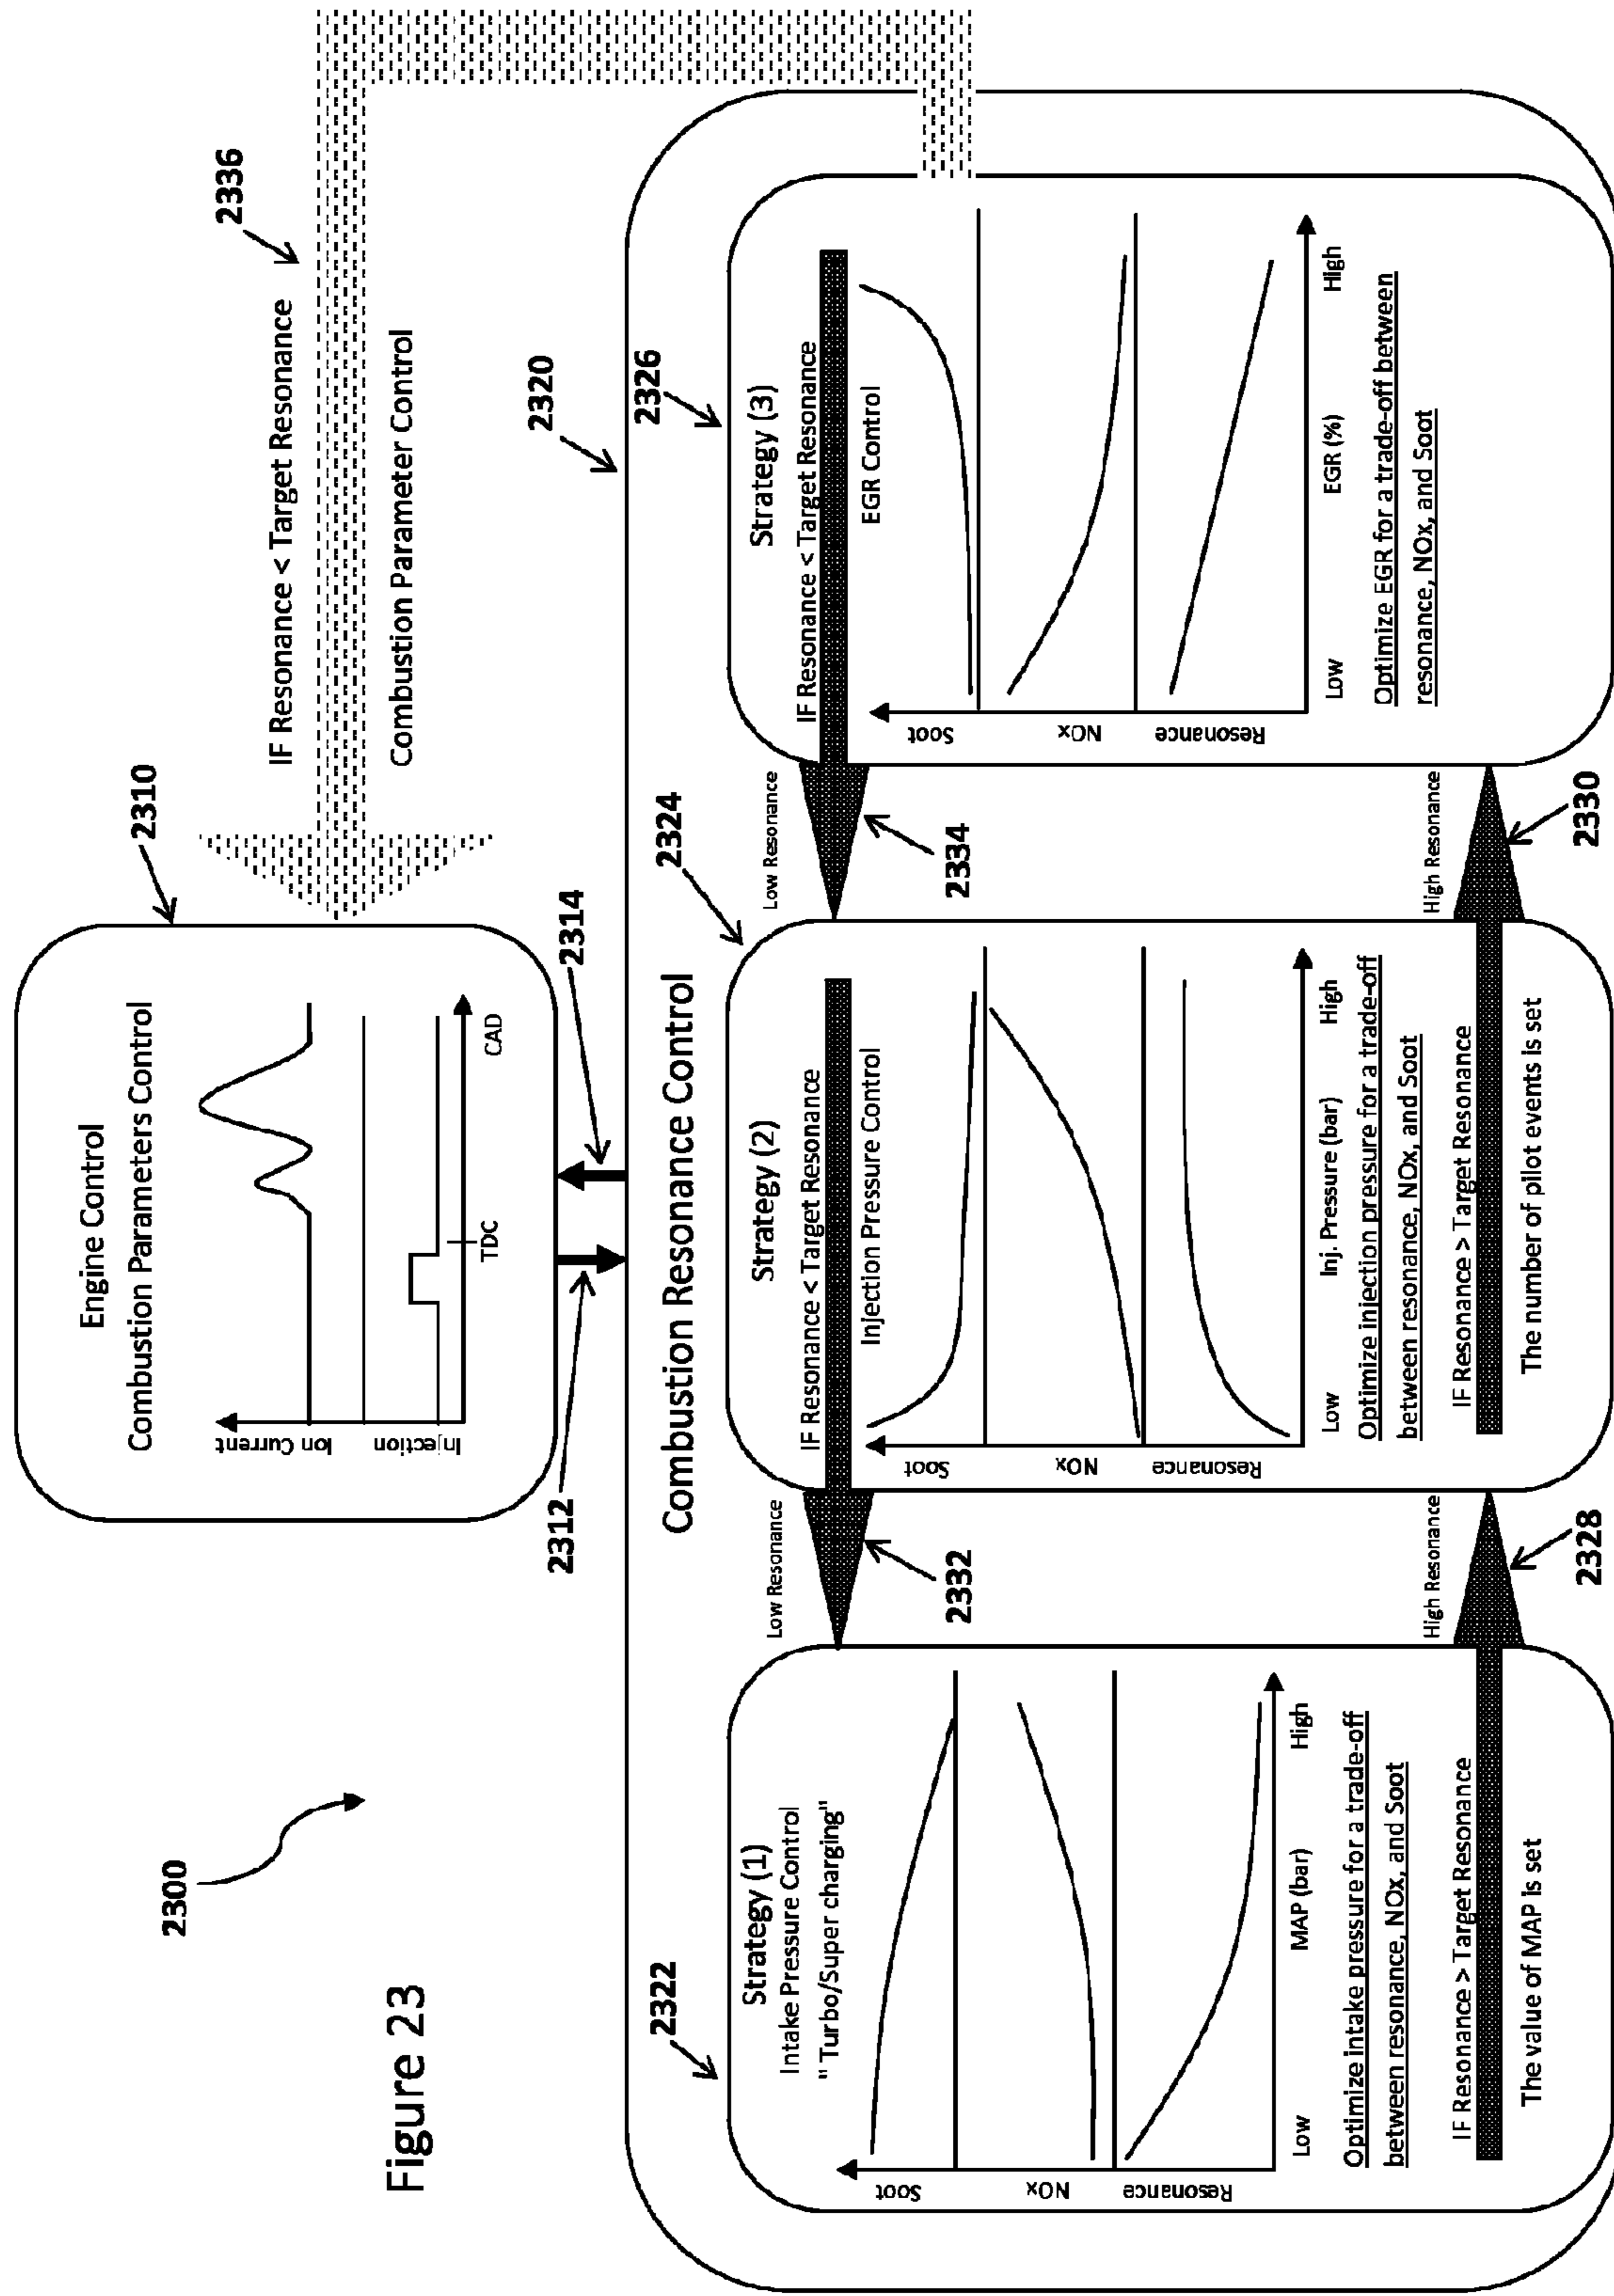 Figure 23
2300
Engine Control
Combustion Parameters Control
Ion Current
Injection
TDC
CAD
2310
2312
2314
IF Resonance < Target Resonance
2336
Combustion Parameter Control
2320
Combustion Resonance Control
2322
Strategy (1)
Intake Pressure Control
"Turbo/Super charging"
Soot
NOx
Resonance
Low
MAP (bar)
High
Optimize intake pressure for a trade-off
between resonance, NOx, and Soot
IF Resonance > Target Resonance
The value of MAP is set
Low Resonance
2332
High Resonance
2328
2324
Strategy (2)
IF Resonance < Target Resonance
Injection Pressure Control
Soot
NOx
Resonance
Low
Inj. Pressure (bar)
High
Optimize injection pressure for a trade-off
between resonance, NOx, and Soot
IF Resonance > Target Resonance
The number of pilot events is set
Low Resonance
2334
High Resonance
2330
2326
Strategy (3)
IF Resonance < Target Resonance
EGR Control
Soot
NOx
Resonance
Low
EGR (%)
High
Optimize EGR for a trade-off between
resonance, NOx, and Soot